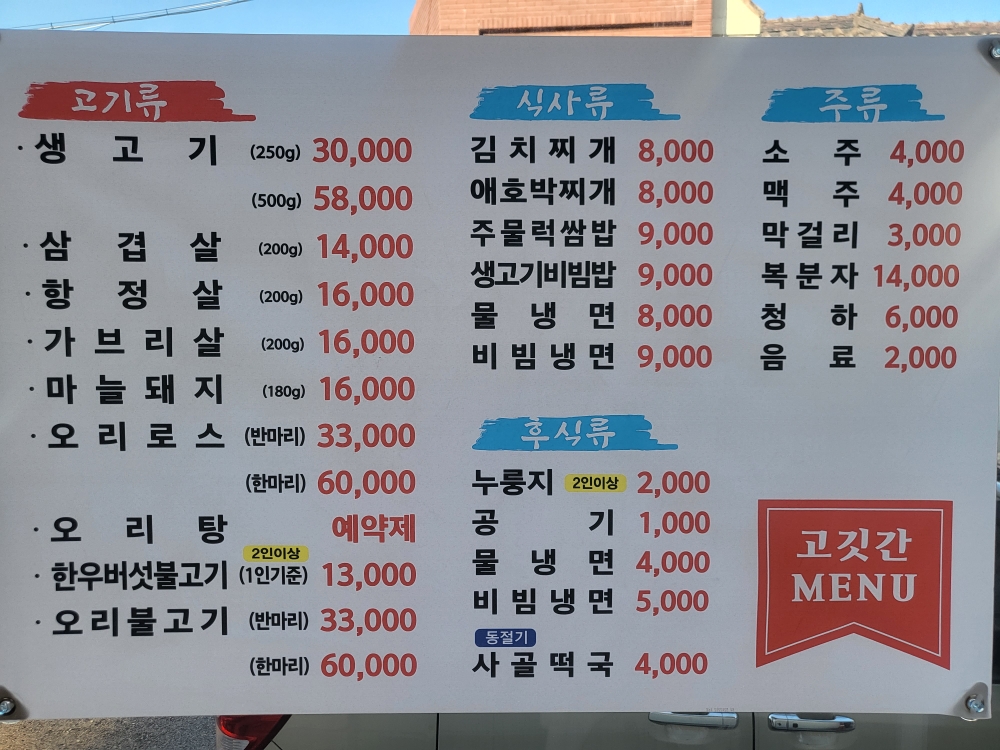 고기류
· 생고기 (250g) 30,000
(500g) 58,000
· 삼겹살 (200g) 14,000
· 항정살 (200g) 16,000
· 가브리살 (200g) 16,000
· 마늘돼지 (180g) 16,000
· 오리로스 (반마리) 33,000
(한마리) 60,000
· 오리탕 예약제
2인이상
· 한우버섯불고기 (1인기준) 13,000
· 오리불고기 (반마리) 33,000
(한마리) 60,000
식사류
김치찌개 8,000
애호박찌개 8,000
주물럭쌈밥 9,000
생고기비빔밥 9,000
물냉면 8,000
비빔냉면 9,000
후식류
누룽지 2인이상 2,000
공기 1,000
물냉면 4,000
비빔냉면 5,000
동절기
사골떡국 4,000
주류
소주 4,000
맥주 4,000
막걸리 3,000
복분자 14,000
청하 6,000
음료 2,000
고깃간
MENU